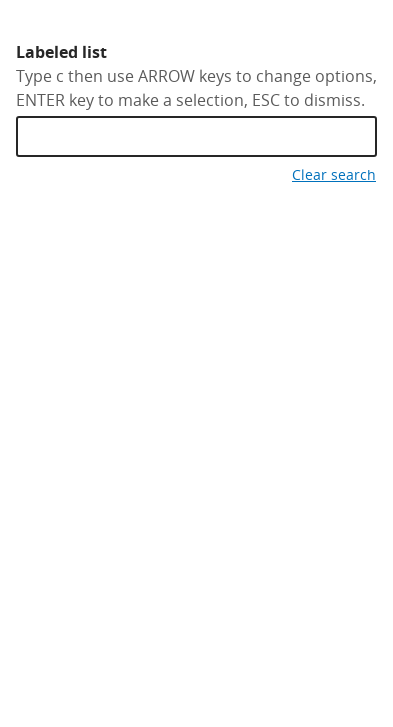 Labeled list
Type c then use ARROW keys to change options,
ENTER key to make a selection, ESC to dismiss.
Clear search